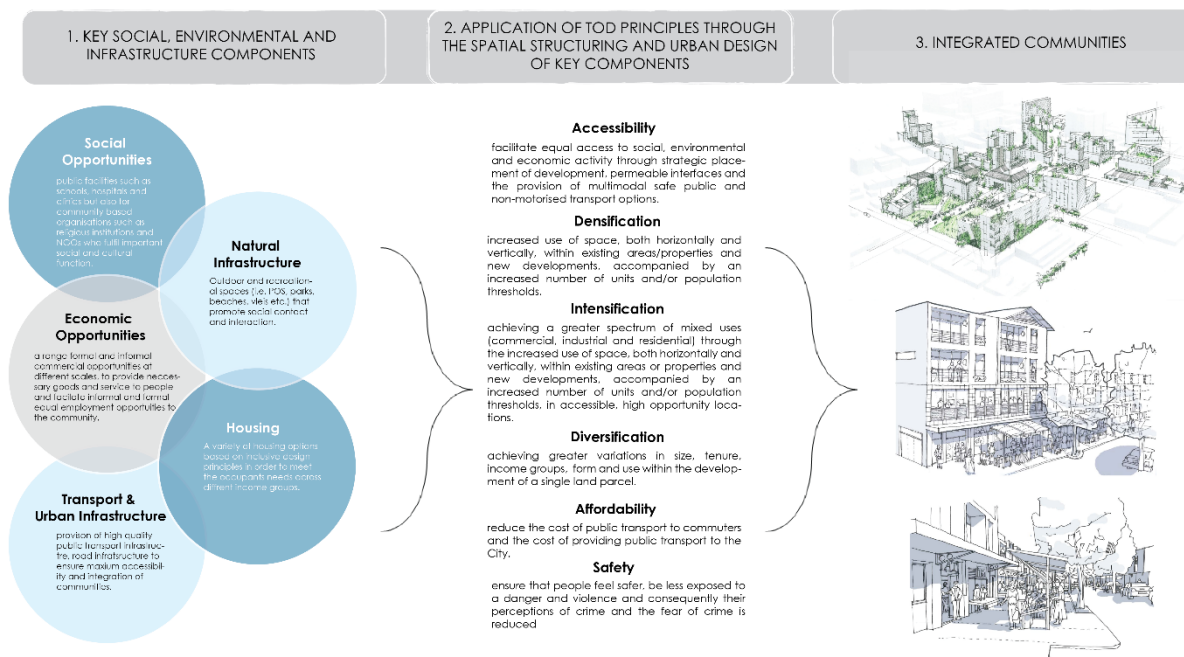 1. KEY SOCIAL, ENVIRONMENTAL AND
INFRASTRUCTURE COMPONENTS
2. APPLICATION OF TOD PRINCIPLES THROUGH
THE SPATIAL STRUCTURING AND URBAN DESIGN
OF KEY COMPONENTS
3. INTEGRATED COMMUNITIES
Social
Opportunities
public facilities such as
schools, hospitals and
clinics but also for
community based
organisations such as
religious institutions and
NGOs who fulfil important
social and cultural
function.
Natural
Infrastructure
Outdoor and recreation-
al spaces (i.e. POS, parks,
beaches, vleis etc.) that
promote social contact
and interaction.
Economic
Opportunities
a range formal and informal
commercial opportunities at
different scales, to provide necces-
sary goods and service to people
and facilate informal and formal
equal employment opportuities to
the community.
Housing
A variety of housing options
based on inclusive design
principles in order to meet
the occupants needs across
diffrent income groups.
Transport &
Urban Infrastructure
provison of high quality
public transport infrastruc-
tre, road infratsructure to
ensure maxium accessibil-
ity and integration of
communities.
Accessibility
facilitate equal access to social, environmental
and economic activity through strategic place-
ment of development, permeable interfaces and
the provision of multimodal safe public and
non-motorised transport options.
Densification
increased use of space, both horizontally and
vertically, within existing areas/properties and
new developments, accompanied by an
increased number of units and/or population
thresholds.
Intensification
achieving a greater spectrum of mixed uses
(commercial, industrial and residential) through
the increased use of space, both horizontally and
vertically, within existing areas or properties and
new developments, accompanied by an
increased number of units and/or population
thresholds, in accessible, high opportunity loca-
tions.
Diversification
achieving greater variations in size, tenure,
income groups, form and use within the develop-
ment of a single land parcel.
Affordability
reduce the cost of public transport to commuters
and the cost of providing public transport to the
City.
Safety
ensure that people feel safer, be less exposed to
a danger and violence and consequently their
perceptions of crime and the fear of crime is
reduced